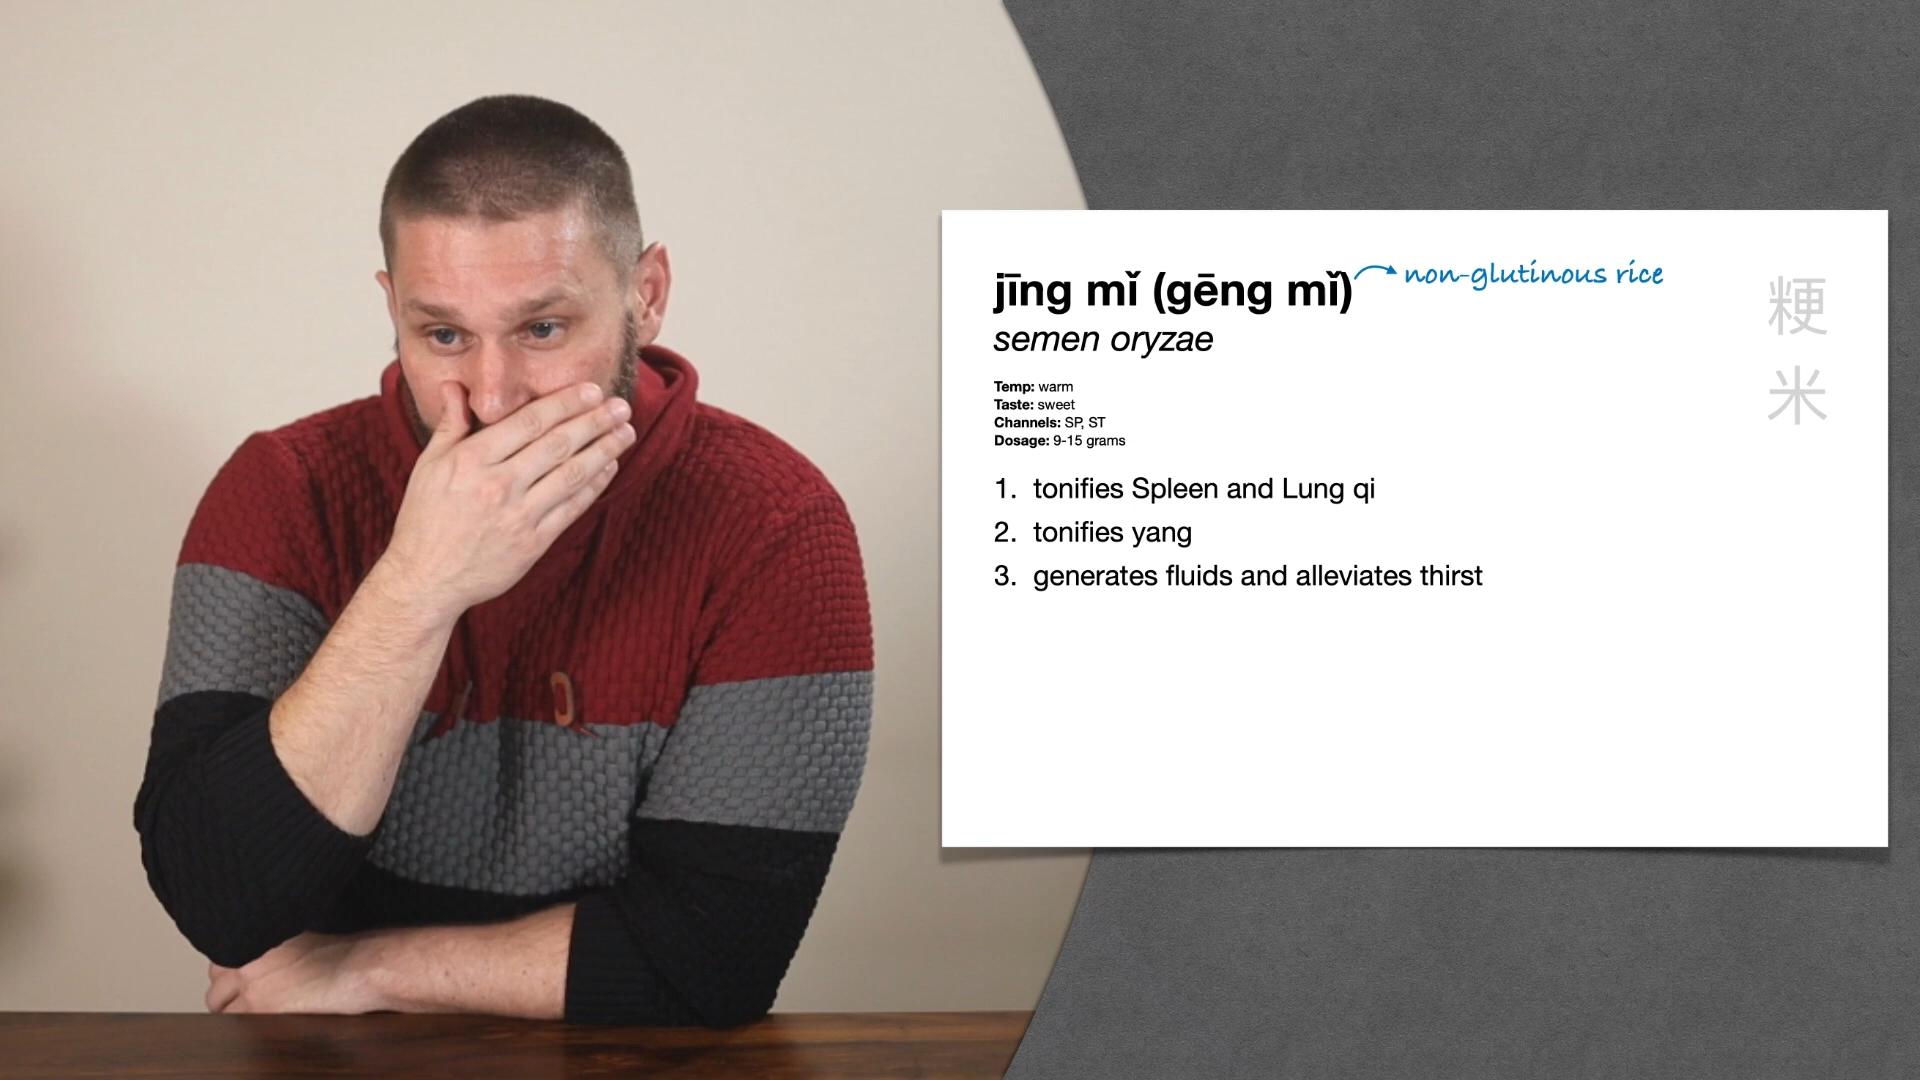 jīng mǐ (gēng mǐ)
non-glutinous rice
粳
米
semen oryzae
Temp: warm
Taste: sweet
Channels: SP, ST
Dosage: 9-15 grams
1. tonifies Spleen and Lung qi
2. tonifies yang
3. generates fluids and alleviates thirst